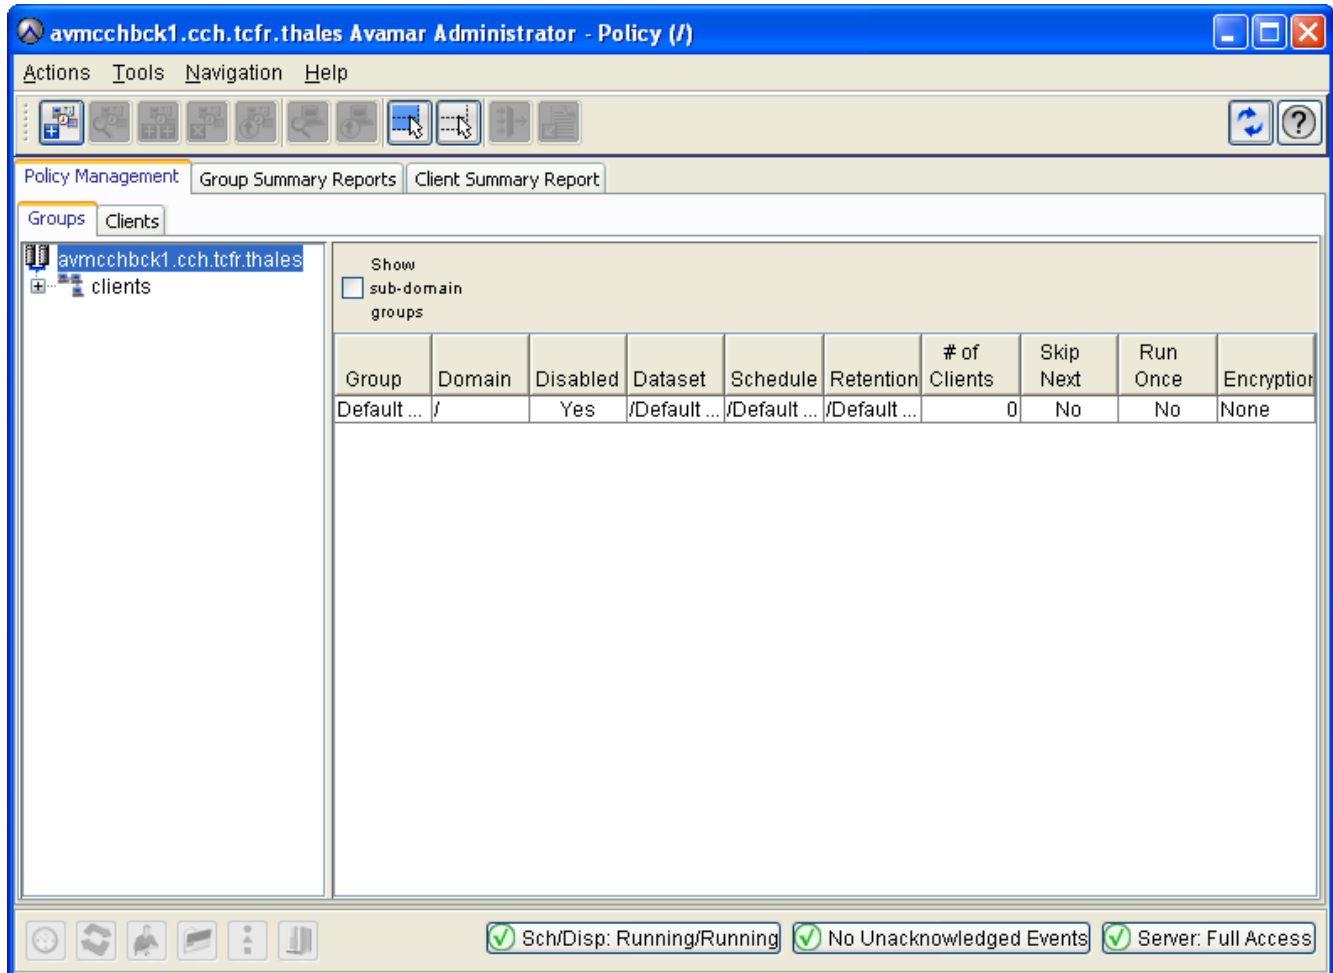 avmcchbck1.cch.tcfr.thales Avamar Administrator - Policy (/)
Actions Tools Navigation Help
Policy Management Group Summary Reports Client Summary Report
Groups Clients
avmcchbck1.cch.tcfr.thales
clients
Show
sub-domain
groups
Group Domain Disabled Dataset Schedule Retention # of Clients Skip Next Run Once Encryption
Default ... / Yes /Default ... /Default ... /Default ... 0 No No None
Sch/Disp: Running/Running No Unacknowledged Events Server: Full Access